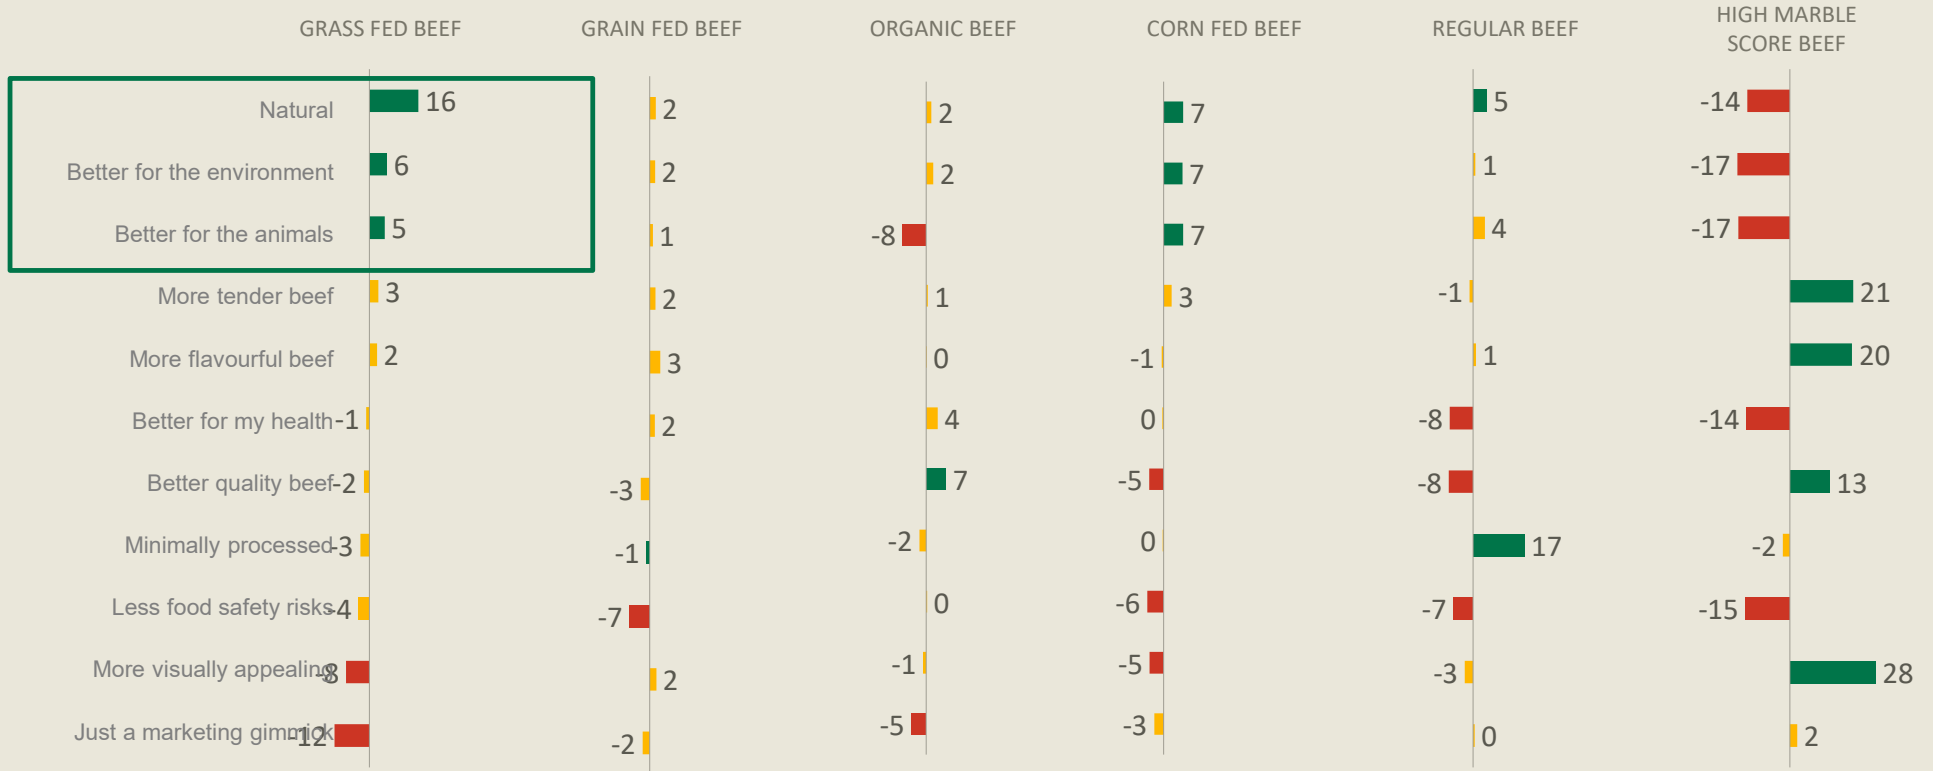 GRASS FED BEEF GRAIN FED BEEF ORGANIC BEEF CORN FED BEEF REGULAR BEEF HIGH MARBLE
SCORE BEEF
Natural 16 2 2 7 5 -14
Better for the environment 6 2 2 7 1 -17
Better for the animals 5 1 -8 7 4 -17
More tender beef 3 2 1 3 -1 21
More flavourful beef 2 3 0 -1 1 20
Better for my health -1 2 4 0 -8 -14
Better quality beef -2 -3 7 -5 -8 13
Minimally processed -3 -1 -2 0 17 -2
Less food safety risks -4 -7 0 -6 -7 -15
More visually appealing -8 2 -1 -5 -3 28
Just a marketing gimmick -12 -2 -5 -3 0 2